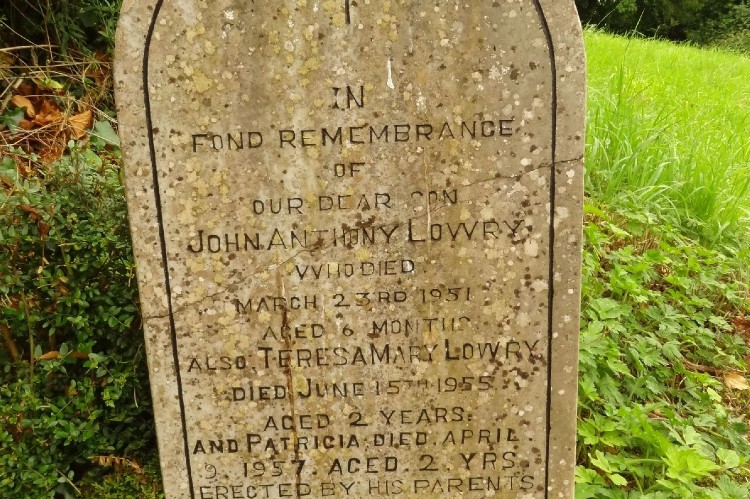 IN
FOND REMEMBRANCE
OF
OUR DEAR SON
JOHN ANTHONY LOWRY,
WHO DIED
MARCH 23RD 1951
AGED 6 MONTHS
ALSO TERESA MARY LOWRY
DIED JUNE 15TH 1955
AGED 2 YEARS.
AND PATRICIA DIED APRIL
9, 1957. AGED 2 YRS.
ERECTED BY HIS PARENTS